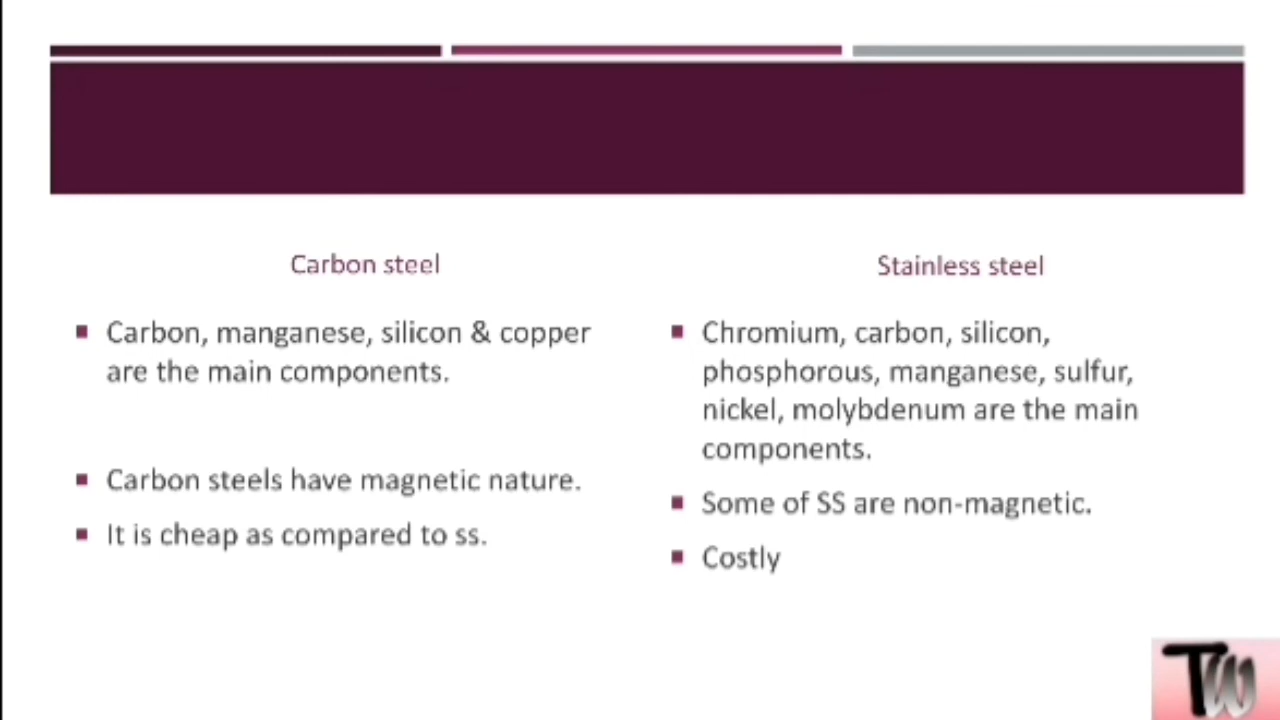 Carbon steel
Carbon, manganese, silicon & copper
are the main components.
Carbon steels have magnetic nature.
It is cheap as compared to ss.
Stainless steel
Chromium, carbon, silicon,
phosphorous, manganese, sulfur,
nickel, molybdenum are the main
components.
Some of SS are non-magnetic.
Costly
TW